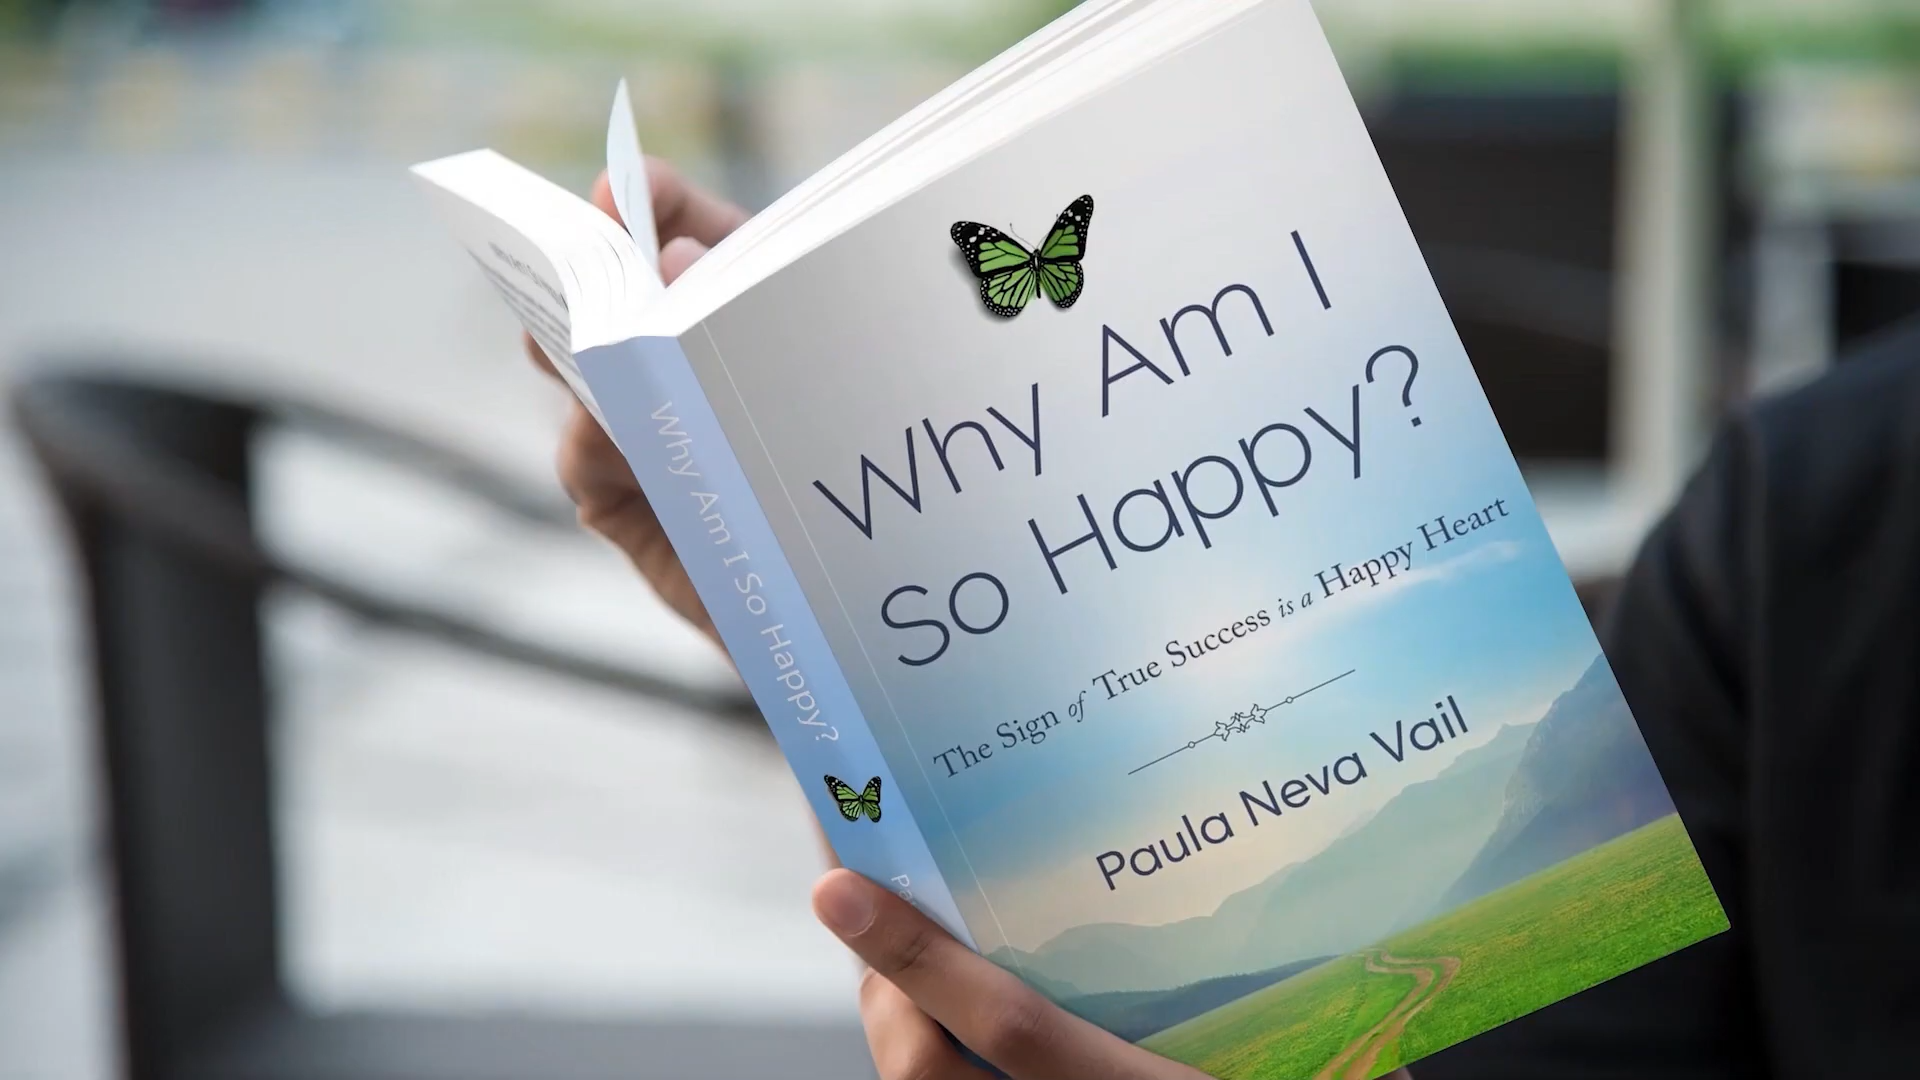 Why Am I
So Happy?
The Sign of True Success is a Happy Heart
Paula Neva Vail
Why Am I So Happy?